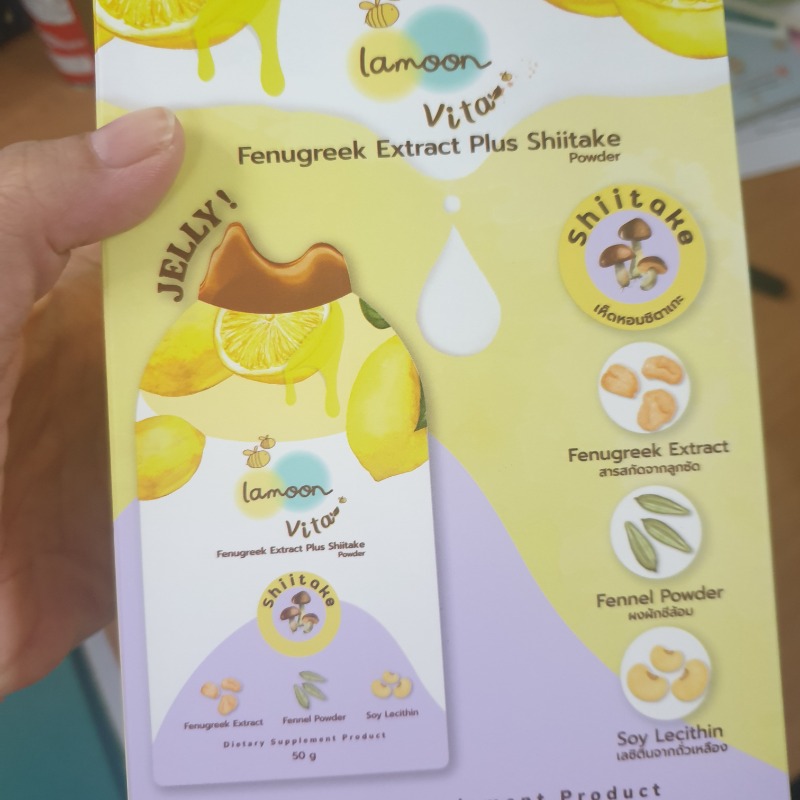 lamoon
Vita
Fenugreek Extract Plus Shiitake
Powder
JELLY!
Shiitake
เห็ดหอมชิตาเกะ
Fenugreek Extract
สารสกัดจากลูกซัด
Fennel Powder
ผงผักชีล้อม
Soy Lecithin
เลซิตินจากถั่วเหลือง
lamoon
Vita
Fenugreek Extract Plus Shiitake
Powder
Shiitake
Fenugreek Extract
Fennel Powder
Soy Lecithin
Dietary Supplement Product
50 g
Product